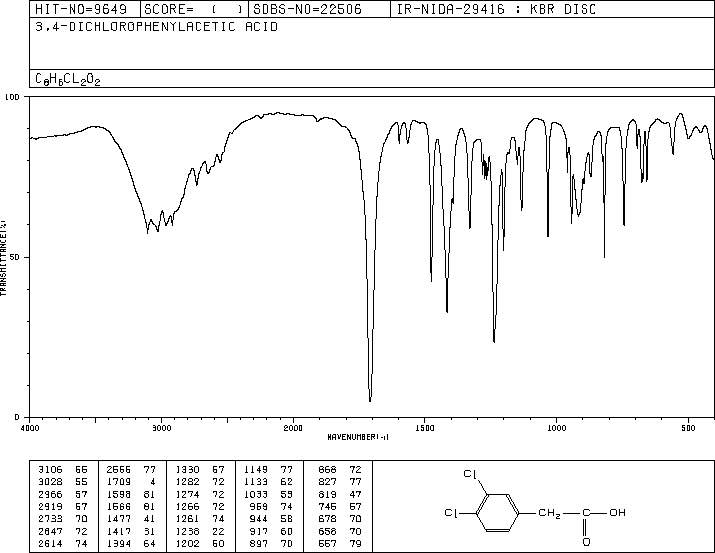 HIT-NO=9649 SCORE= ( ) SDBS-NO=22506 IR-NIDA-29416 : KBR DISC
3,4-DICHLOROPHENYLACETIC ACID
C8H6CL2O2
100
TRANSMITTANCE(%)
50
0
4000 3000 2000 1500 1000 500
WAVENUMBER(-1)
3106 55 2566 77 1330 57 1149 77 868 72
3028 55 1709 4 1282 72 1133 62 827 77
2966 57 1598 81 1274 72 1033 55 819 47
2919 57 1566 81 1266 72 959 74 745 57
2733 70 1477 41 1261 74 944 58 678 70
2647 72 1417 31 1238 22 917 60 658 70
2614 74 1394 64 1202 50 897 70 557 79
Cl
Cl
CH2 C OH
O